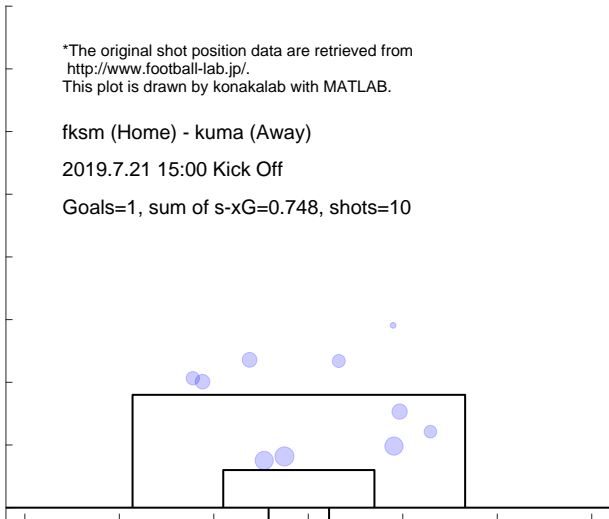 *The original shot position data are retrieved from
http://www.football-lab.jp/.
This plot is drawn by konakalab with MATLAB.
fksm (Home) - kuma (Away)
2019.7.21 15:00 Kick Off
Goals=1, sum of s-xG=0.748, shots=10